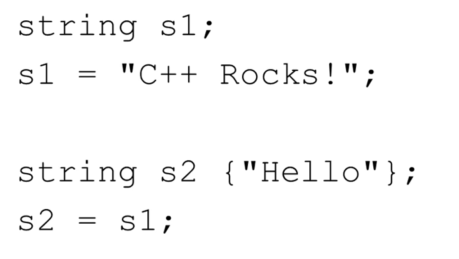 string s1;
s1 = "C++ Rocks!";
string s2 {"Hello"};
s2 = s1;